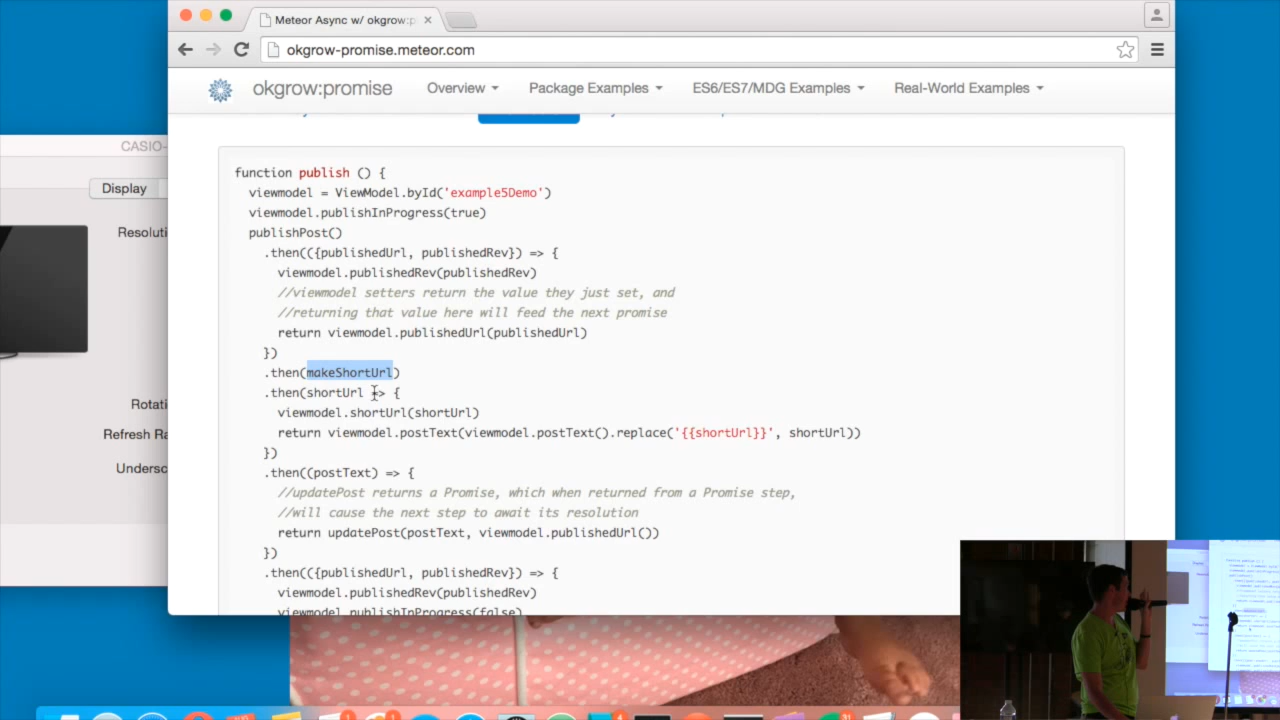 Meteor Async w/ okgrow:p
okgrow-promise.meteor.com
okgrow:promise
Overview
Package Examples
ES6/ES7/MDG Examples
Real-World Examples
CASIO-
Display
Resoluti
Rotati
Refresh Ra
Undersc
function publish () {
viewmodel = ViewModel.byId('example5Demo')
viewmodel.publishInProgress(true)
publishPost()
.then(({publishedUrl, publishedRev}) => {
viewmodel.publishedRev(publishedRev)
//viewmodel setters return the value they just set, and
//returning that value here will feed the next promise
return viewmodel.publishedUrl(publishedUrl)
})
.then(makeShortUrl)
.then(shortUrl => {
viewmodel.shortUrl(shortUrl)
return viewmodel.postText(viewmodel.postText().replace('{{shortUrl}}', shortUrl))
})
.then((postText) => {
//updatePost returns a Promise, which when returned from a Promise step,
//will cause the next step to await its resolution
return updatePost(postText, viewmodel.publishedUrl())
})
.then(({publishedUrl, publishedRev}) => {
viewmodel.publishedRev(publishedRev)
viewmodel.publishInProgress(false)